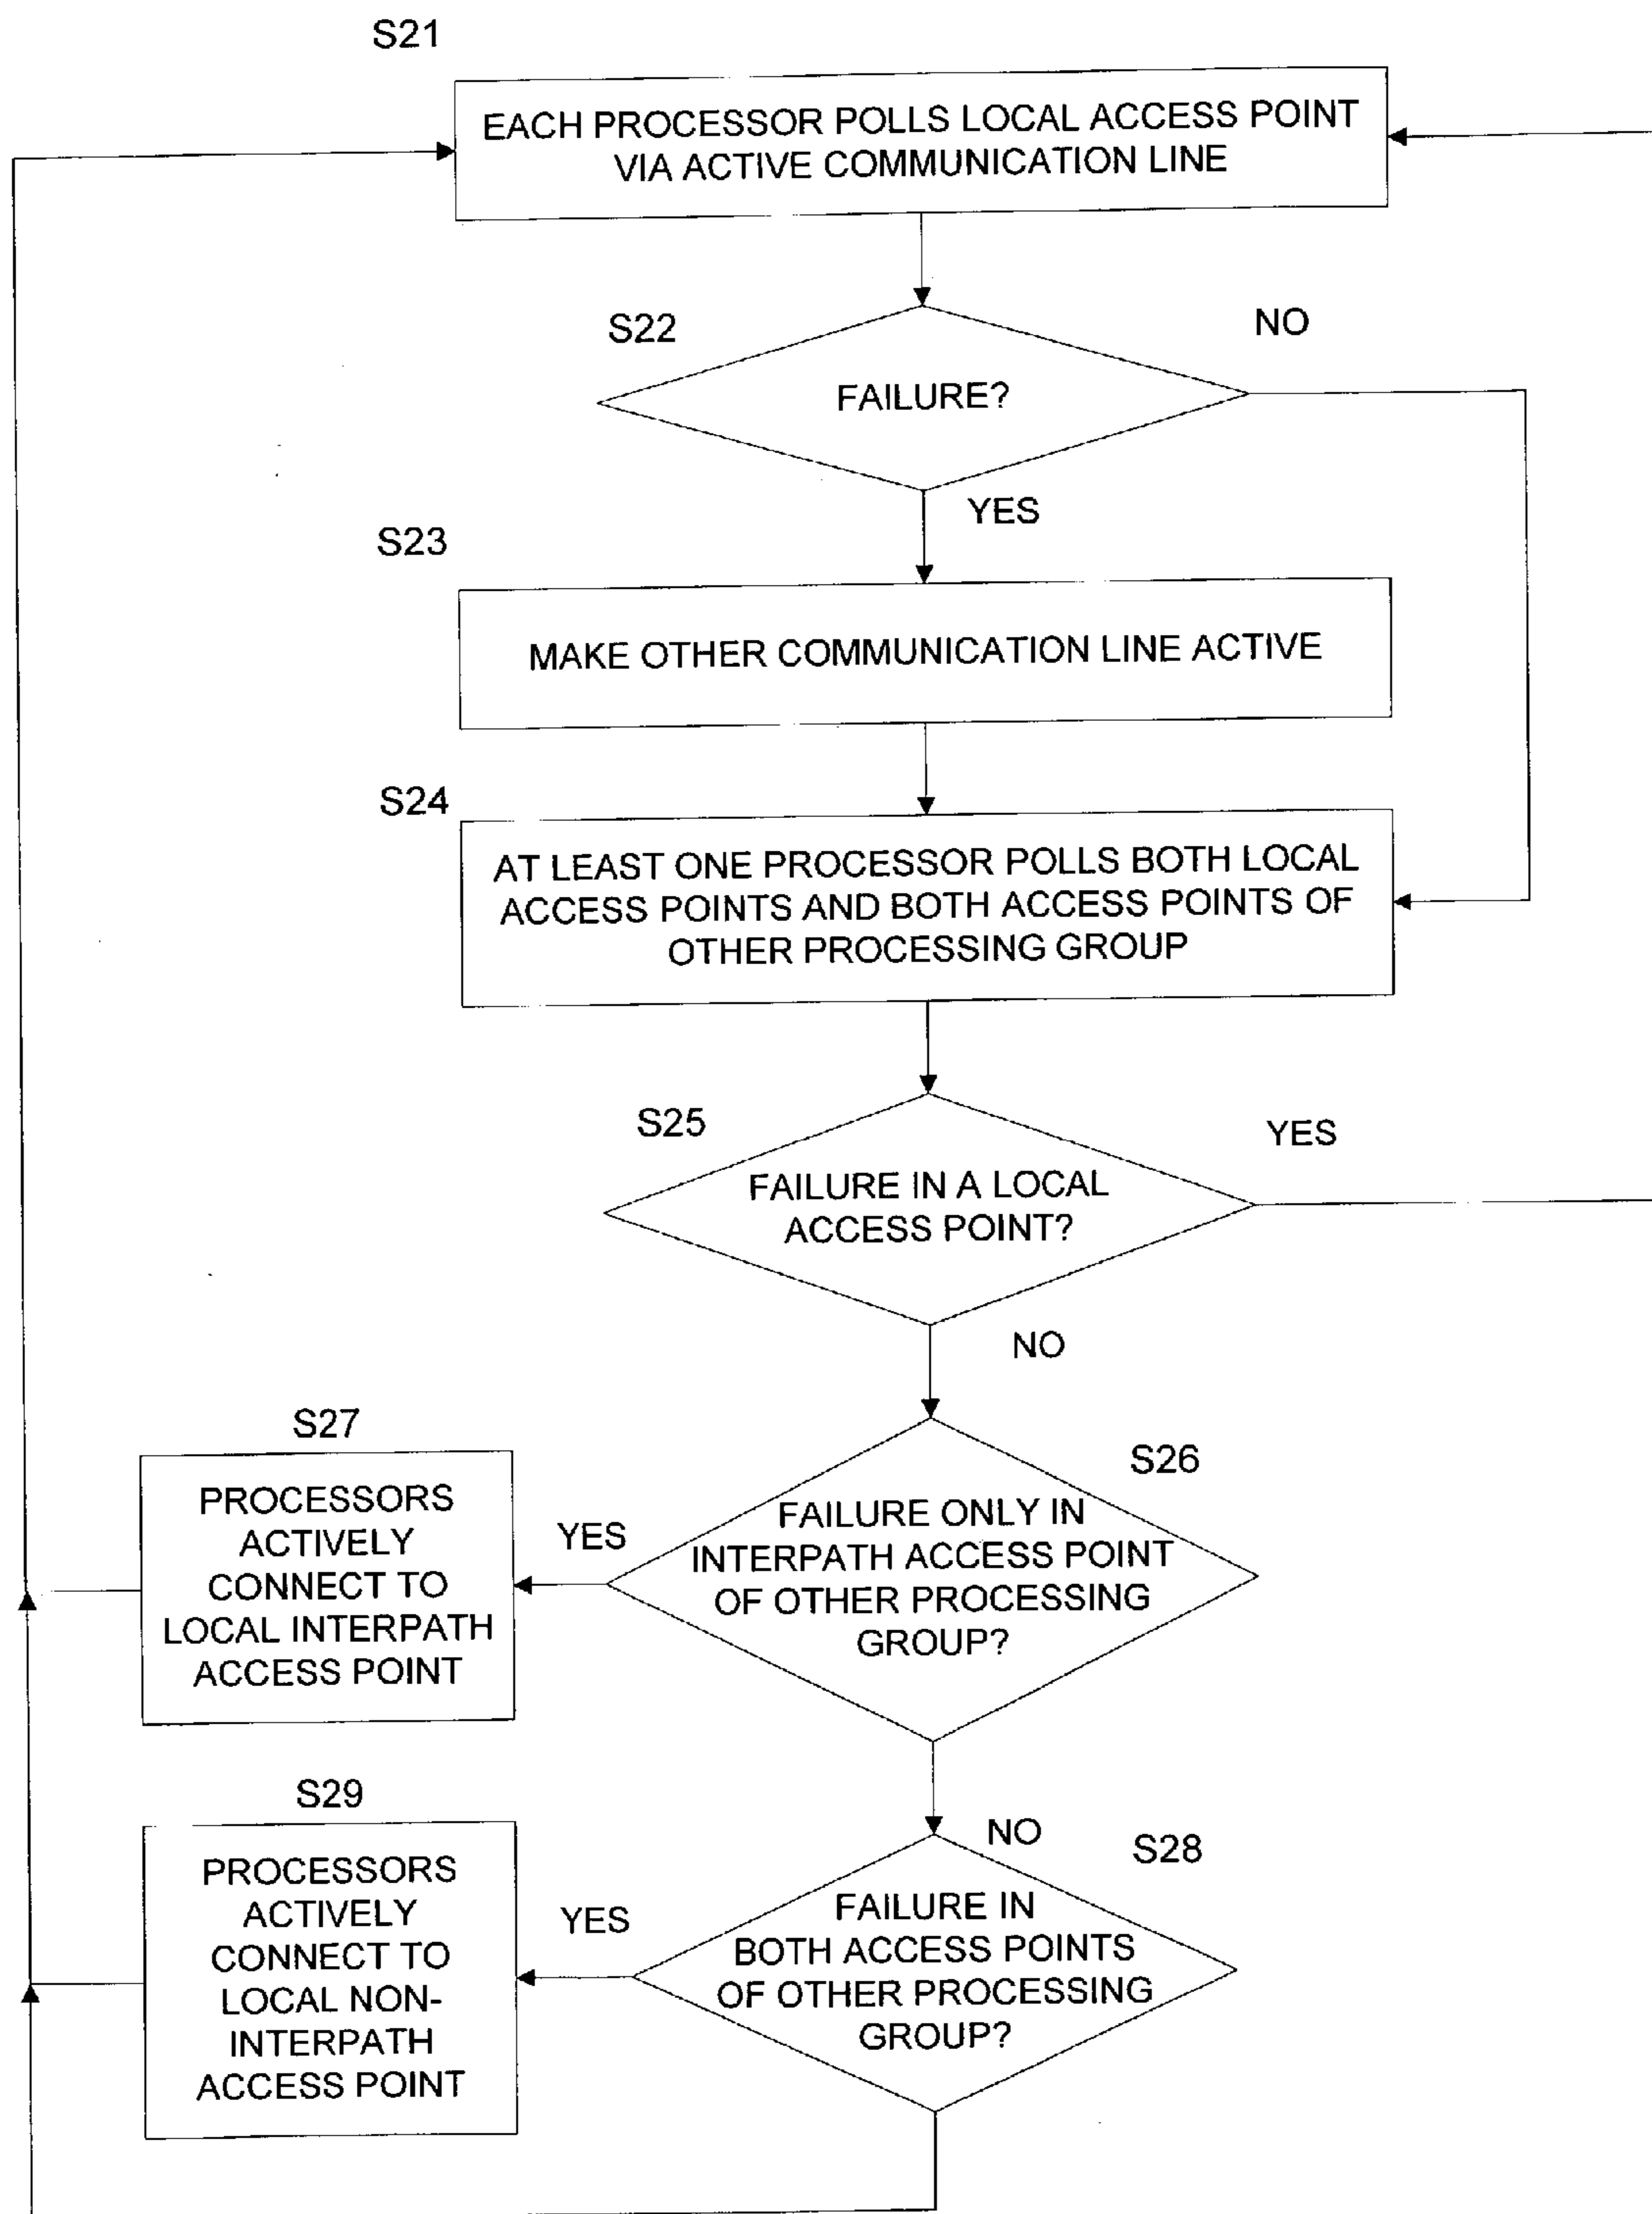 S21
EACH PROCESSOR POLLS LOCAL ACCESS POINT
VIA ACTIVE COMMUNICATION LINE
S22
NO
FAILURE?
YES
S23
MAKE OTHER COMMUNICATION LINE ACTIVE
S24
AT LEAST ONE PROCESSOR POLLS BOTH LOCAL
ACCESS POINTS AND BOTH ACCESS POINTS OF
OTHER PROCESSING GROUP
S25
YES
FAILURE IN A LOCAL
ACCESS POINT?
NO
S26
FAILURE ONLY IN
INTERPATH ACCESS POINT
OF OTHER PROCESSING
GROUP?
YES
S27
PROCESSORS
ACTIVELY
CONNECT TO
LOCAL INTERPATH
ACCESS POINT
NO
S28
FAILURE IN
BOTH ACCESS POINTS
OF OTHER PROCESSING
GROUP?
YES
S29
PROCESSORS
ACTIVELY
CONNECT TO
LOCAL NON-
INTERPATH
ACCESS POINT